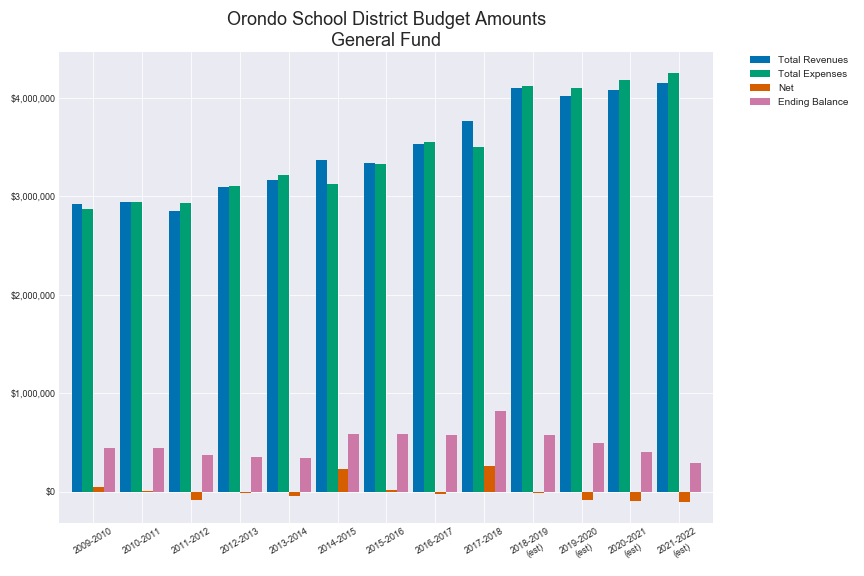 Orondo School District Budget Amounts
General Fund
Total Revenues
Total Expenses
Net
Ending Balance
$4,000,000
$3,000,000
$2,000,000
$1,000,000
$0
2009-2010
2010-2011
2011-2012
2012-2013
2013-2014
2014-2015
2015-2016
2016-2017
2017-2018
2018-2019
(est)
2019-2020
(est)
2020-2021
(est)
2021-2022
(est)